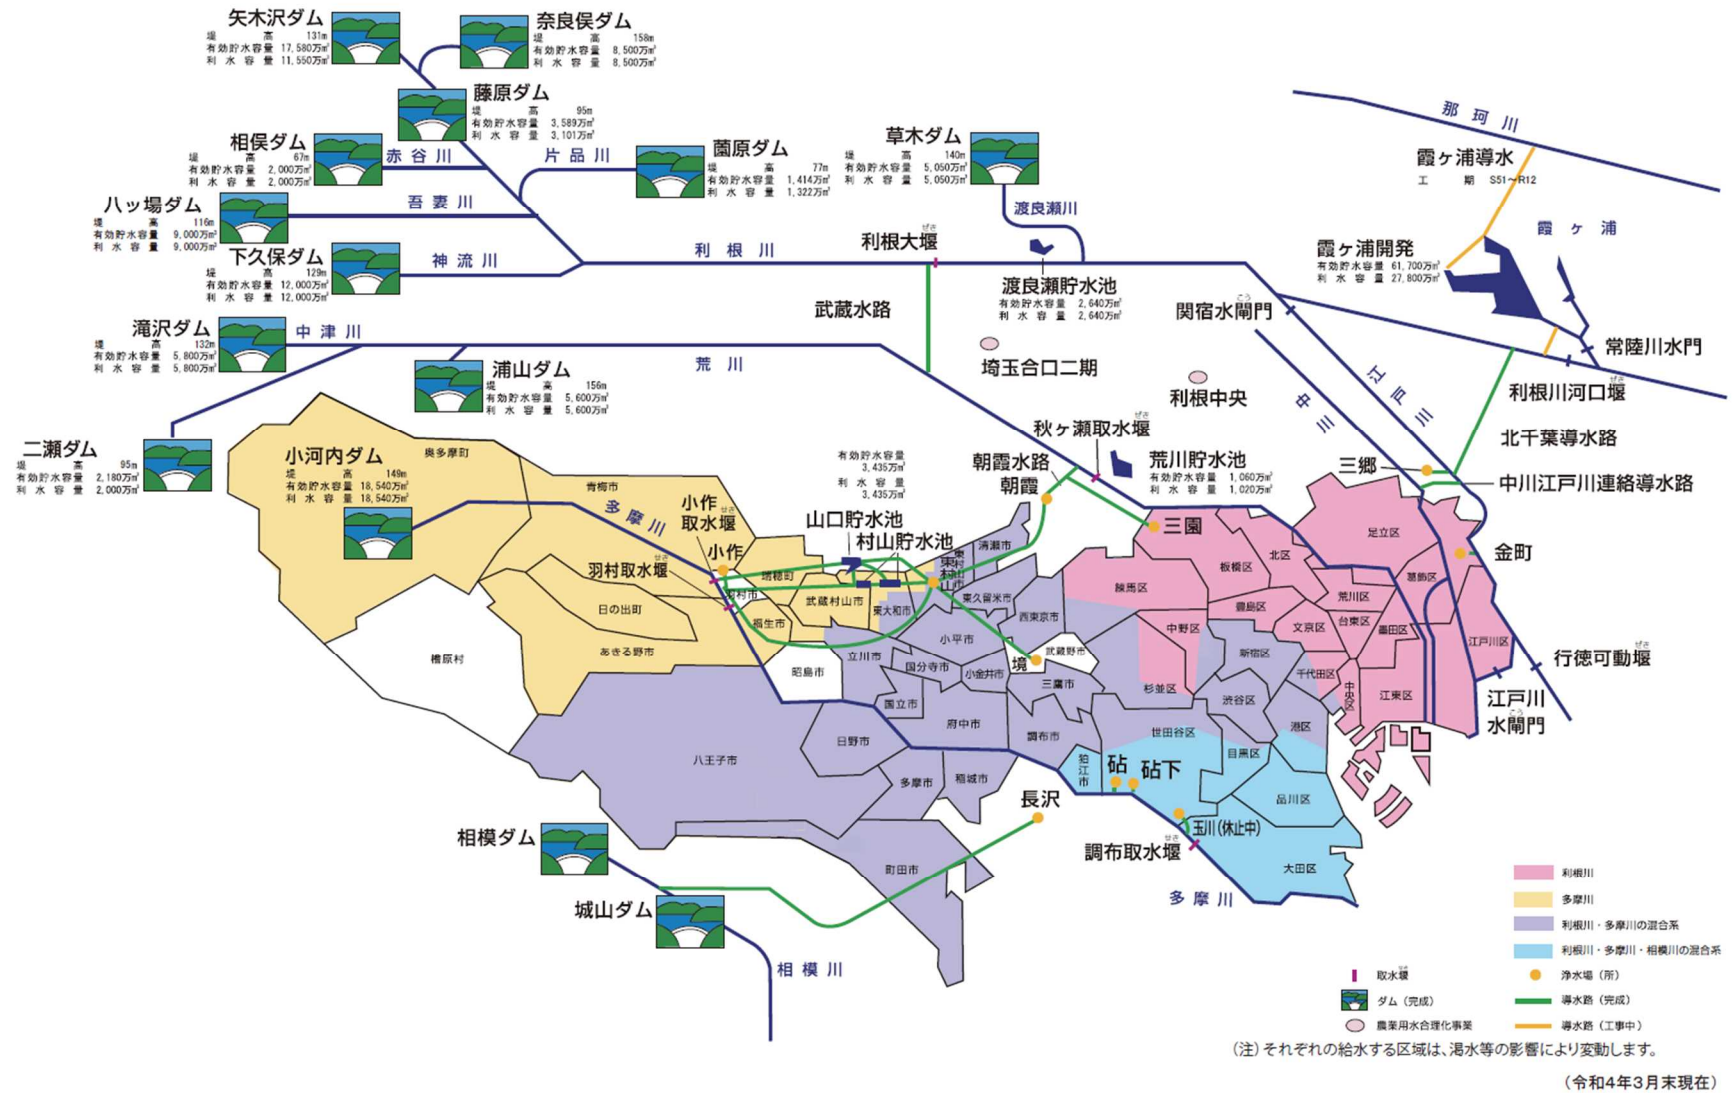 矢木沢ダム
堤高 131m
有効貯水容量 17,580万㎥
利水容量 11,550万㎥
奈良俣ダム
堤高 158m
有効貯水容量 8,500万㎥
利水容量 8,500万㎥
藤原ダム
堤高 95m
有効貯水容量 3,589万㎥
利水容量 3,101万㎥
相俣ダム
堤高 67m
有効貯水容量 2,000万㎥
利水容量 2,000万㎥
赤谷川
片品川
薗原ダム
堤高 77m
有効貯水容量 1,414万㎥
利水容量 1,322万㎥
草木ダム
堤高 140m
有効貯水容量 5,050万㎥
利水容量 5,050万㎥
渡良瀬川
八ッ場ダム
堤高 116m
有効貯水容量 9,000万㎥
利水容量 9,000万㎥
吾妻川
下久保ダム
堤高 129m
有効貯水容量 12,000万㎥
利水容量 12,000万㎥
神流川
利根川
利根大堰
ぜき
渡良瀬貯水池
有効貯水容量 2,640万㎥
利水容量 2,640万㎥
武蔵水路
那珂川
霞ヶ浦導水
工期 S51～R12
霞ヶ浦
霞ヶ浦開発
有効貯水容量 61,700万㎥
利水容量 27,800万㎥
関宿水閘門
こう
常陸川水門
利根川河口堰
ぜき
北千葉導水路
中川江戸川連絡導水路
江戸川
中川
滝沢ダム
堤高 132m
有効貯水容量 5,800万㎥
利水容量 5,800万㎥
中津川
浦山ダム
堤高 156m
有効貯水容量 5,600万㎥
利水容量 5,600万㎥
荒川
埼玉合口二期
利根中央
二瀬ダム
堤高 95m
有効貯水容量 2,180万㎥
利水容量 2,000万㎥
小河内ダム
堤高 149m
有効貯水容量 18,540万㎥
利水容量 18,540万㎥
奥多摩町
青梅市
多摩川
小作
取水堰
せき
小作
羽村取水堰
せき
有効貯水容量
3,435万㎥
利水容量
3,435万㎥
山口貯水池
村山貯水池
秋ヶ瀬取水堰
ぜき
朝霞水路
朝霞
荒川貯水池
有効貯水容量 1,060万㎥
利水容量 1,020万㎥
三園
三郷
金町
行徳可動堰
ぜき
江戸川
水閘門
こう
檜原村
日の出町
あきる野市
瑞穂町
羽村市
福生市
武蔵村山市
東大和市
東村山市
東村山
清瀬市
東久留米市
西東京市
小平市
昭島市
立川市
国分寺市
小金井市
国立市
府中市
境
武蔵野市
三鷹市
調布市
狛江市
八王子市
日野市
多摩市
稲城市
町田市
練馬区
板橋区
北区
足立区
葛飾区
荒川区
豊島区
文京区
台東区
墨田区
江戸川区
中野区
新宿区
千代田区
中央区
江東区
杉並区
渋谷区
港区
世田谷区
目黒区
品川区
大田区
砧
砧下
玉川（休止中）
長沢
調布取水堰
せき
多摩川
相模ダム
城山ダム
相模川
取水堰
せき
ダム（完成）
農業用水合理化事業
利根川
多摩川
利根川・多摩川の混合系
利根川・多摩川・相模川の混合系
浄水場（所）
導水路（完成）
導水路（工事中）
（注）それぞれの給水する区域は、渇水等の影響により変動します。
（令和4年3月末現在）